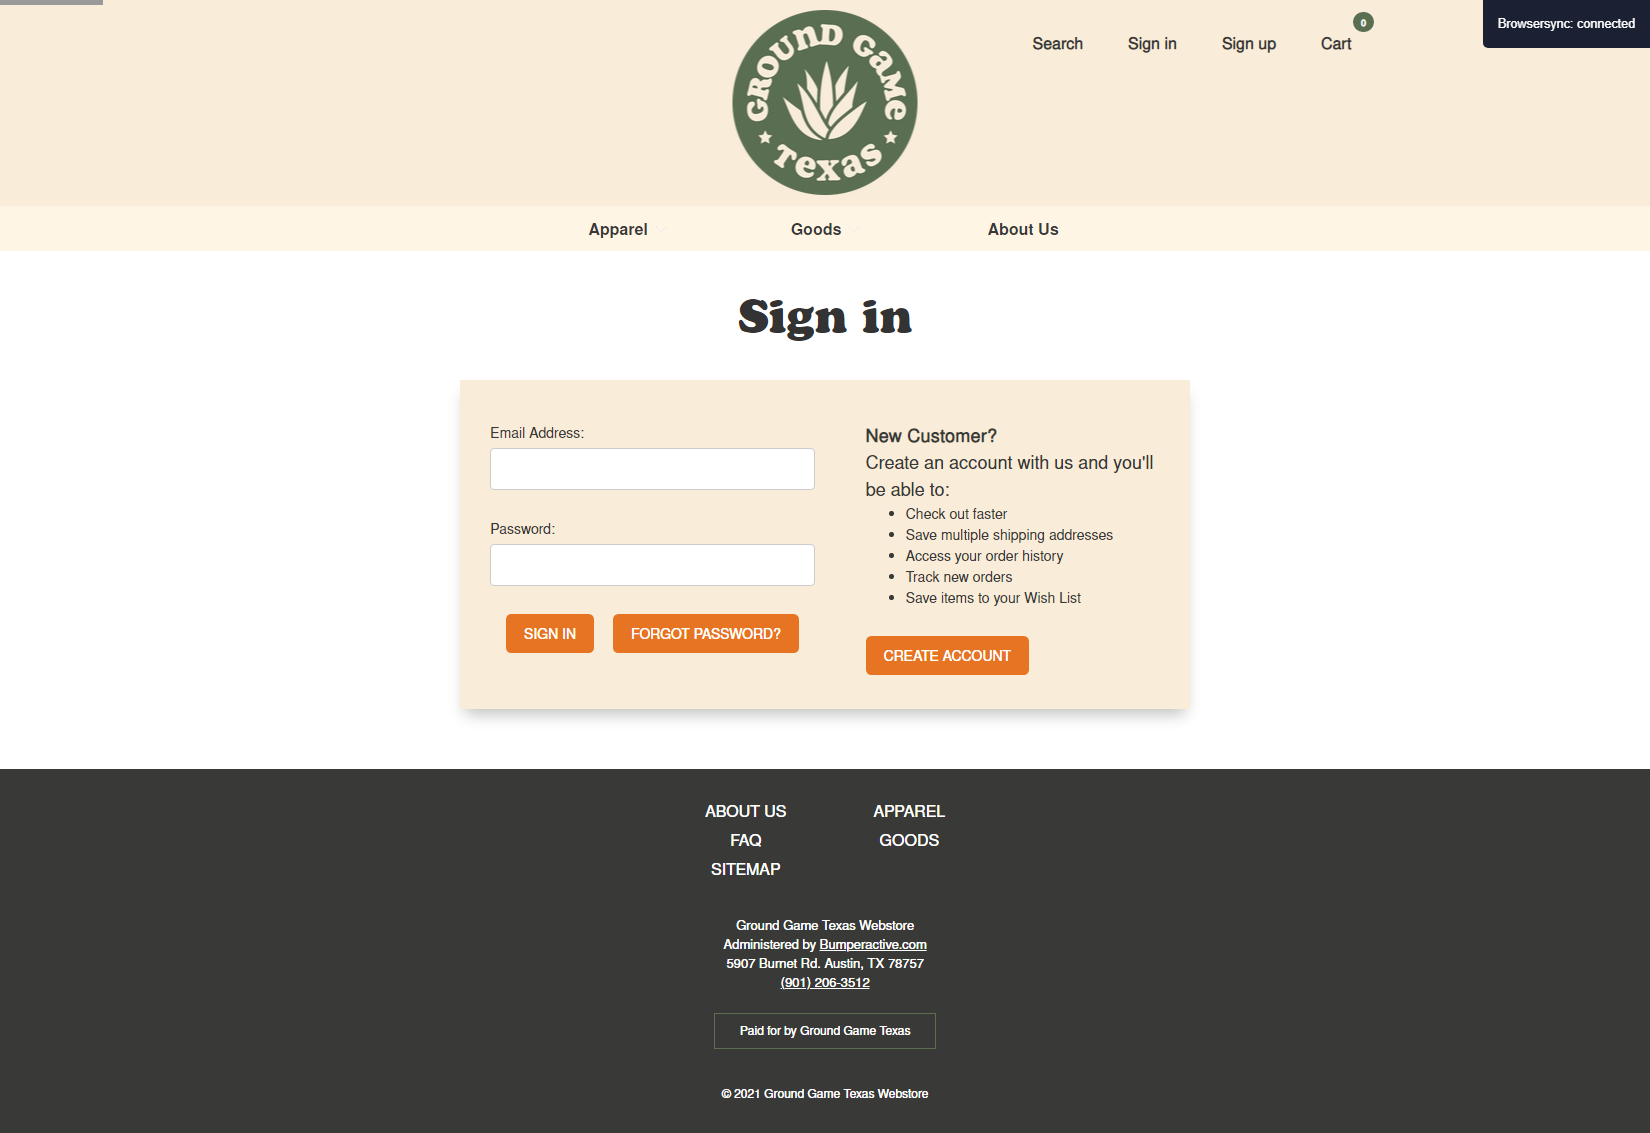 GROUND GAME
TEXAS
Search
Sign in
Sign up
Cart
0
Browsersync: connected
Apparel
Goods
About Us
Sign in
Email Address:
Password:
SIGN IN
FORGOT PASSWORD?
New Customer?
Create an account with us and you'll
be able to:
Check out faster
Save multiple shipping addresses
Access your order history
Track new orders
Save items to your Wish List
CREATE ACCOUNT
ABOUT US
FAQ
SITEMAP
APPAREL
GOODS
Ground Game Texas Webstore
Administered by Bumperactive.com
5907 Burnet Rd. Austin, TX 78757
(901) 206-3512
Paid for by Ground Game Texas
© 2021 Ground Game Texas Webstore